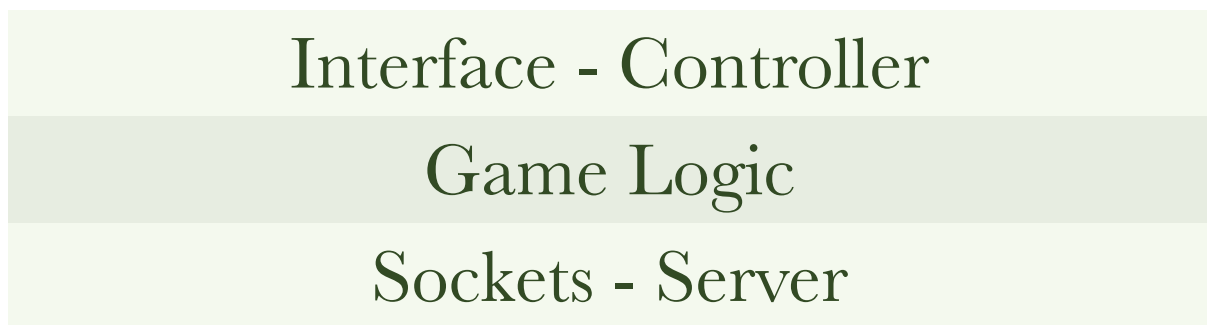 Interface - Controller
Game Logic
Sockets - Server